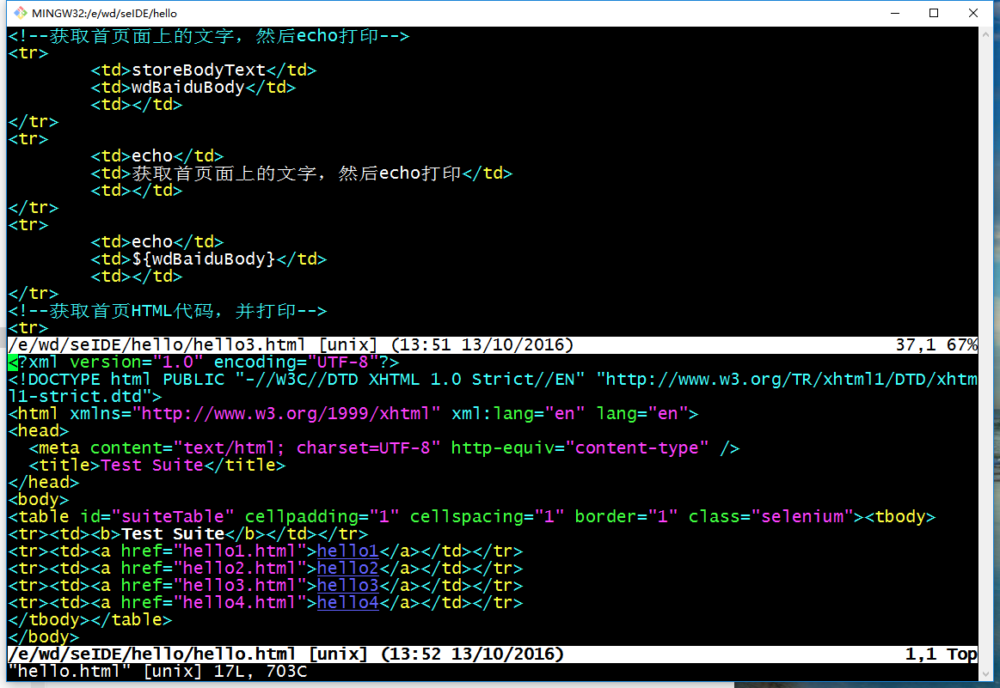 MINGW32:/e/wd/seIDE/hello
<!--获取首页面上的文字，然后echo打印-->
<tr>
        <td>storeBodyText</td>
        <td>wdBaiduBody</td>
        <td></td>
</tr>
<tr>
        <td>echo</td>
        <td>获取首页面上的文字，然后echo打印</td>
        <td></td>
</tr>
<tr>
        <td>echo</td>
        <td>${wdBaiduBody}</td>
        <td></td>
</tr>
<!--获取首页HTML代码，并打印-->
<tr>
/e/wd/seIDE/hello/hello3.html [unix] (13:51 13/10/2016) 37,1 67%
<?xml version="1.0" encoding="UTF-8"?>
<!DOCTYPE html PUBLIC "-//W3C//DTD XHTML 1.0 Strict//EN" "http://www.w3.org/TR/xhtml1/DTD/xhtm
l1-strict.dtd">
<html xmlns="http://www.w3.org/1999/xhtml" xml:lang="en" lang="en">
<head>
  <meta content="text/html; charset=UTF-8" http-equiv="content-type" />
  <title>Test Suite</title>
</head>
<body>
<table id="suiteTable" cellpadding="1" cellspacing="1" border="1" class="selenium"><tbody>
<tr><td><b>Test Suite</b></td></tr>
<tr><td><a href="hello1.html">hello1</a></td></tr>
<tr><td><a href="hello2.html">hello2</a></td></tr>
<tr><td><a href="hello3.html">hello3</a></td></tr>
<tr><td><a href="hello4.html">hello4</a></td></tr>
</tbody></table>
</body>
/e/wd/seIDE/hello/hello.html [unix] (13:52 13/10/2016) 1,1 Top
"hello.html" [unix] 17L, 703C